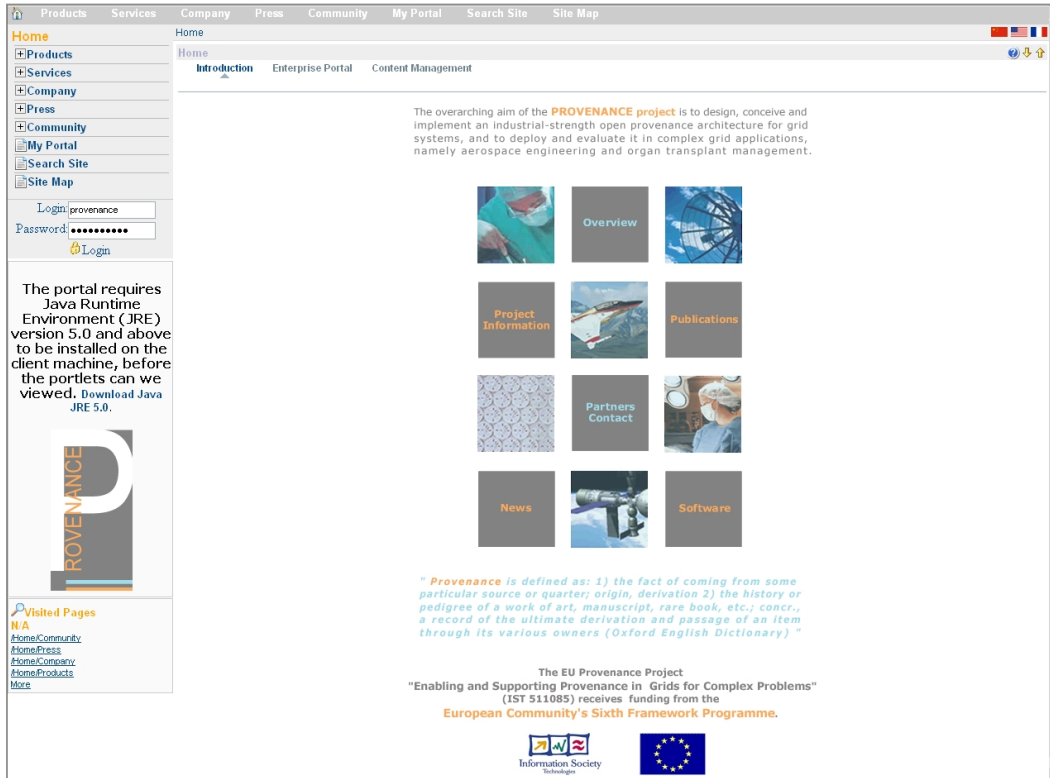 Products Services Company Press Community My Portal Search Site Site Map
Home
Products
Services
Company
Press
Community
My Portal
Search Site
Site Map
Login: provenance
Password: ••••••••••
Login
The portal requires
Java Runtime
Environment (JRE)
version 5.0 and above
to be installed on the
client machine, before
the portlets can we
viewed. Download Java
JRE 5.0.
PROVENANCE
Visited Pages
N/A
/Home/Community
/Home/Press
/Home/Company
/Home/Products
More
Home
Home
Introduction Enterprise Portal Content Management
The overarching aim of the PROVENANCE project is to design, conceive and
implement an industrial-strength open provenance architecture for grid
systems, and to deploy and evaluate it in complex grid applications,
namely aerospace engineering and organ transplant management.
Overview
Project
Information
Publications
Partners
Contact
News
Software
" Provenance is defined as: 1) the fact of coming from some
particular source or quarter; origin, derivation 2) the history or
pedigree of a work of art, manuscript, rare book, etc.; concr.,
a record of the ultimate derivation and passage of an item
through its various owners (Oxford English Dictionary) "
The EU Provenance Project
"Enabling and Supporting Provenance in Grids for Complex Problems"
(IST 511085) receives funding from the
European Community's Sixth Framework Programme.
Information Society
Technologies